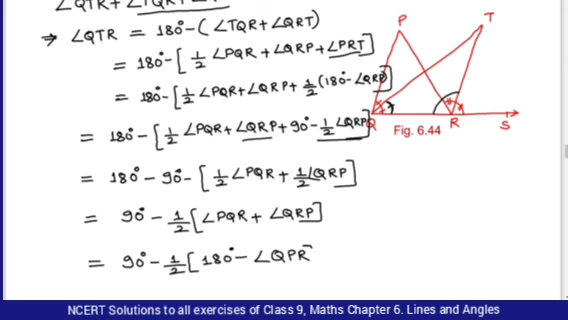 ∠QTR + ∠TQR + ∠
⇒ ∠QTR = 180° - (∠TQR + ∠QRT)
= 180° - [ 1/2 ∠PQR + ∠QRP + ∠PRT ]
= 180° - [ 1/2 ∠PQR + ∠QRP + 1/2 (180° - ∠QRP) ]
= 180° - [ 1/2 ∠PQR + ∠QRP + 90° - 1/2 ∠QRP ]
= 180° - 90° - [ 1/2 ∠PQR + 1/2 ∠QRP ]
= 90° - 1/2 [ ∠PQR + ∠QRP ]
= 90° - 1/2 [ 180° - ∠QPR ]
P T
Q R S
Fig. 6.44
NCERT Solutions to all exercises of Class 9, Maths Chapter 6. Lines and Angles